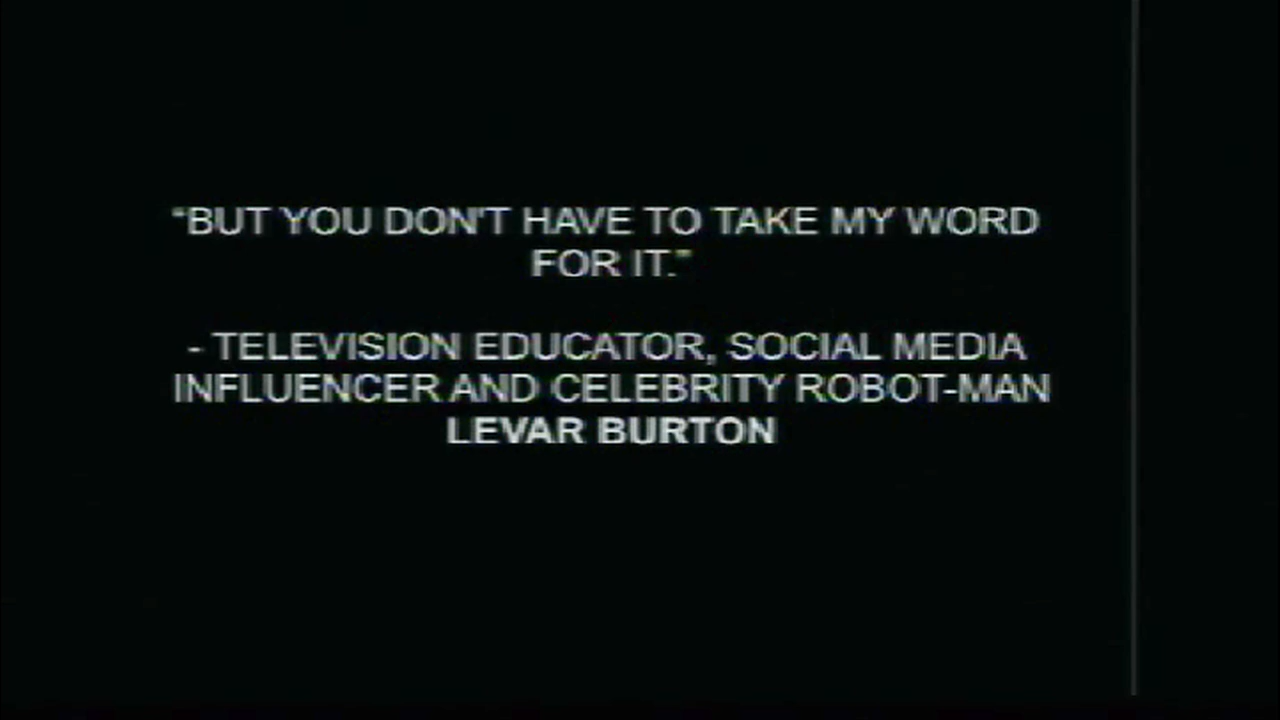 "BUT YOU DON'T HAVE TO TAKE MY WORD
FOR IT."
- TELEVISION EDUCATOR, SOCIAL MEDIA
INFLUENCER AND CELEBRITY ROBOT-MAN
LEVAR BURTON